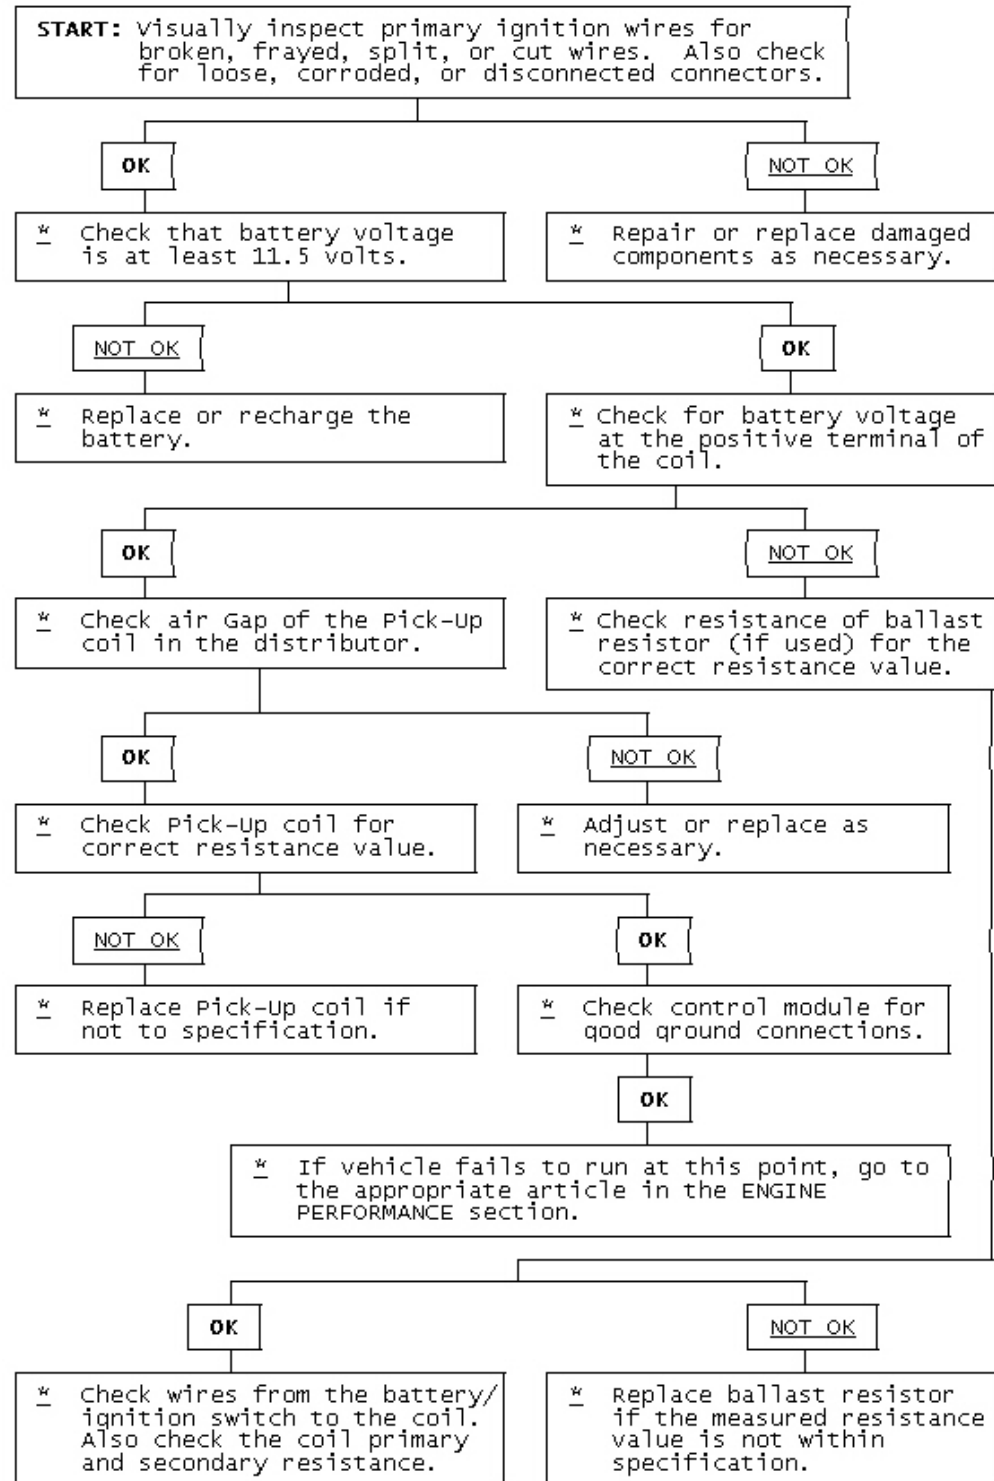 START: Visually inspect primary ignition wires for
broken, frayed, split, or cut wires. Also check
for loose, corroded, or disconnected connectors.
OK
NOT OK
* Check that battery voltage
is at least 11.5 volts.
* Repair or replace damaged
components as necessary.
NOT OK
OK
* Replace or recharge the
battery.
* Check for battery voltage
at the positive terminal of
the coil.
OK
NOT OK
* Check air Gap of the Pick-Up
coil in the distributor.
* Check resistance of ballast
resistor (if used) for the
correct resistance value.
OK
NOT OK
* Check Pick-Up coil for
correct resistance value.
* Adjust or replace as
necessary.
NOT OK
OK
* Replace Pick-Up coil if
not to specification.
* Check control module for
good ground connections.
OK
* If vehicle fails to run at this point, go to
the appropriate article in the ENGINE
PERFORMANCE section.
OK
NOT OK
* Check wires from the battery/
ignition switch to the coil.
Also check the coil primary
and secondary resistance.
* Replace ballast resistor
if the measured resistance
value is not within
specification.